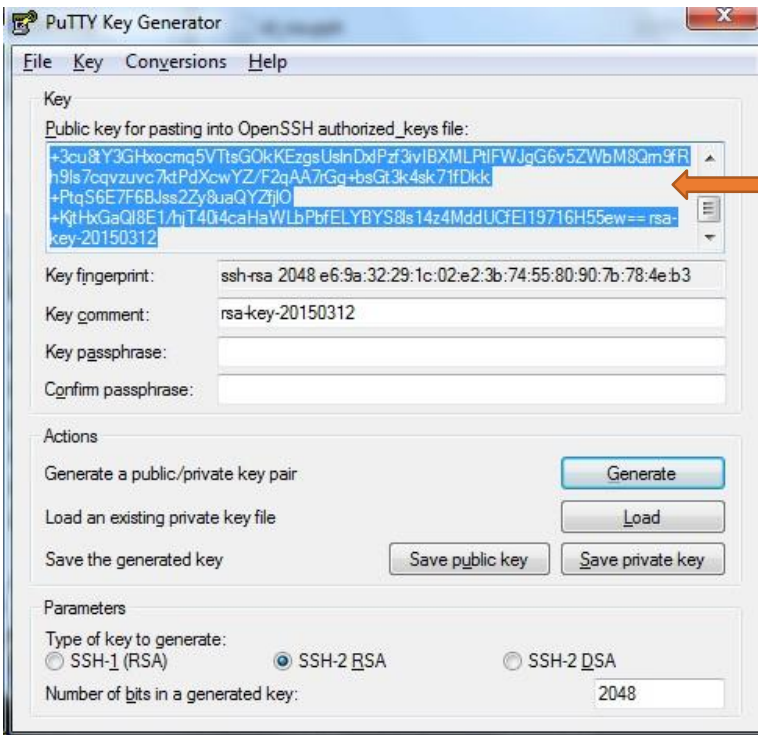 PuTTY Key Generator
File Key Conversions Help
Key
Public key for pasting into OpenSSH authorized_keys file:
+3cu8tY3GHxocmq5VTtsGOkKEzgsUslnDxlPzf3ivIBXMLPtlFWJgG6v5ZWbM8Qm9fR
h9ls7cqvzuvc7ktPdXcwYZ/F2qAA7rGq+bsGt3k4sk71fDkk
+PtqS6E7F6BJss2Zy8uaQYZfjlO
+KjtHxGaQl8E1/hjT40i4caHaWLbPbfELYBYS8ls14z4MddUCfEI19716H55ew== rsa-
key-20150312
Key fingerprint: ssh-rsa 2048 e6:9a:32:29:1c:02:e2:3b:74:55:80:90:7b:78:4e:b3
Key comment: rsa-key-20150312
Key passphrase:
Confirm passphrase:
Actions
Generate a public/private key pair Generate
Load an existing private key file Load
Save the generated key Save public key Save private key
Parameters
Type of key to generate:
SSH-1 (RSA) SSH-2 RSA SSH-2 DSA
Number of bits in a generated key: 2048